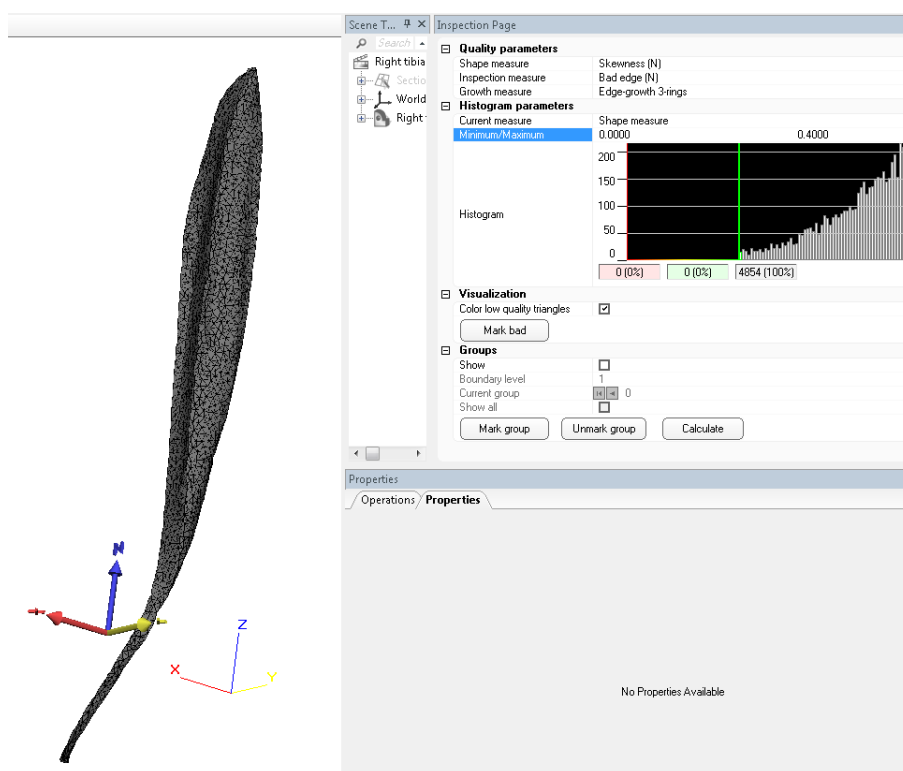 Scene T...
Inspection Page
Search
Right tibia
Sectio
World
Right
Quality parameters
Shape measure Skewness (N)
Inspection measure Bad edge (N)
Growth measure Edge-growth 3-rings
Histogram parameters
Current measure Shape measure
Minimum/Maximum 0.0000 0.4000
Histogram
200
150
100
50
0
0 (0%) 0 (0%) 4854 (100%)
Visualization
Color low quality triangles
Mark bad
Groups
Show
Boundary level 1
Current group 0
Show all
Mark group Unmark group Calculate
Properties
Operations Properties
No Properties Available
N
Z
X
Y